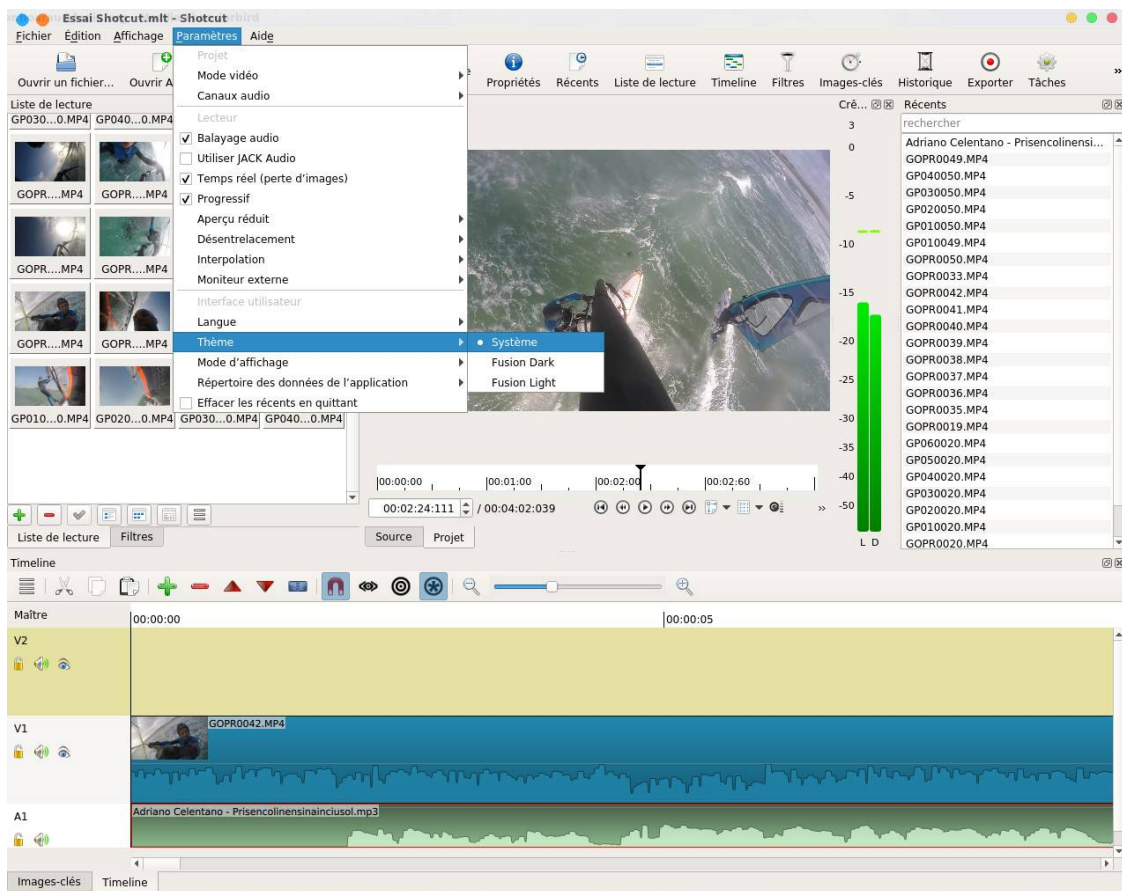 Essai Shotcut.mlt - Shotcut
Fichier Édition Affichage Paramètres Aide
Ouvrir un fichier... Ouvrir A Propriétés Récents Liste de lecture Timeline Filtres Images-clés Historique Exporter Tâches »
Projet
Mode vidéo
Canaux audio
Lecteur
Balayage audio
Utiliser JACK Audio
Temps réel (perte d'images)
Progressif
Aperçu réduit
Désentrelacement
Interpolation
Moniteur externe
Interface utilisateur
Langue
Thème
Mode d'affichage
Répertoire des données de l'application
Effacer les récents en quittant
Système
Fusion Dark
Fusion Light
Liste de lecture
GP030...0.MP4 GP040...0.MP4
GOPR....MP4 GOPR....MP4
GOPR....MP4 GOPR....MP4
GOPR....MP4 GOPR....MP4
GP010...0.MP4 GP020...0.MP4 GP030...0.MP4 GP040...0.MP4
Liste de lecture Filtres
00:00:00 00:01:00 00:02:00 00:02:60
00:02:24:111 / 00:04:02:039 »
Source Projet
Crê...
3
0
-5
-10
-15
-20
-25
-30
-35
-40
-50
L D
Récents
rechercher
Adriano Celentano - Prisencolinensi...
GOPR0049.MP4
GP040050.MP4
GP030050.MP4
GP020050.MP4
GP010050.MP4
GP010049.MP4
GOPR0050.MP4
GOPR0033.MP4
GOPR0042.MP4
GOPR0041.MP4
GOPR0040.MP4
GOPR0039.MP4
GOPR0038.MP4
GOPR0037.MP4
GOPR0036.MP4
GOPR0035.MP4
GOPR0019.MP4
GP060020.MP4
GP050020.MP4
GP040020.MP4
GP030020.MP4
GP020020.MP4
GP010020.MP4
GOPR0020.MP4
Timeline
Maître 00:00:00 00:00:05
V2
V1
GOPR0042.MP4
A1
Adriano Celentano - Prisencolinensinainciusol.mp3
Images-clés Timeline